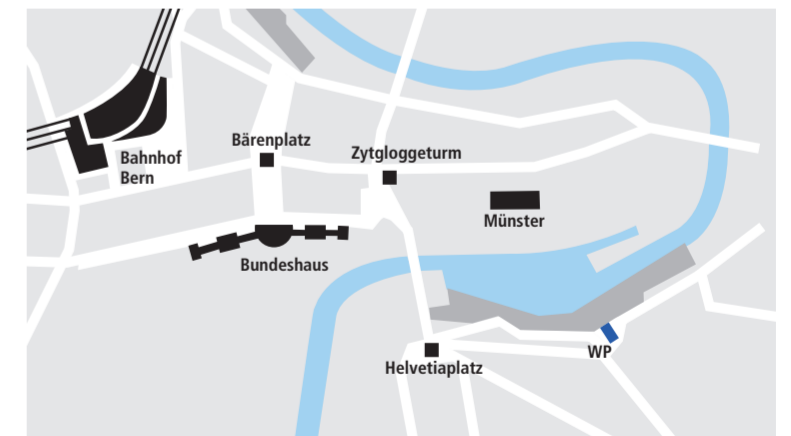 Bärenplatz
Zytgloggeturm
Bahnhof
Bern
Münster
Bundeshaus
WP
Helvetiaplatz